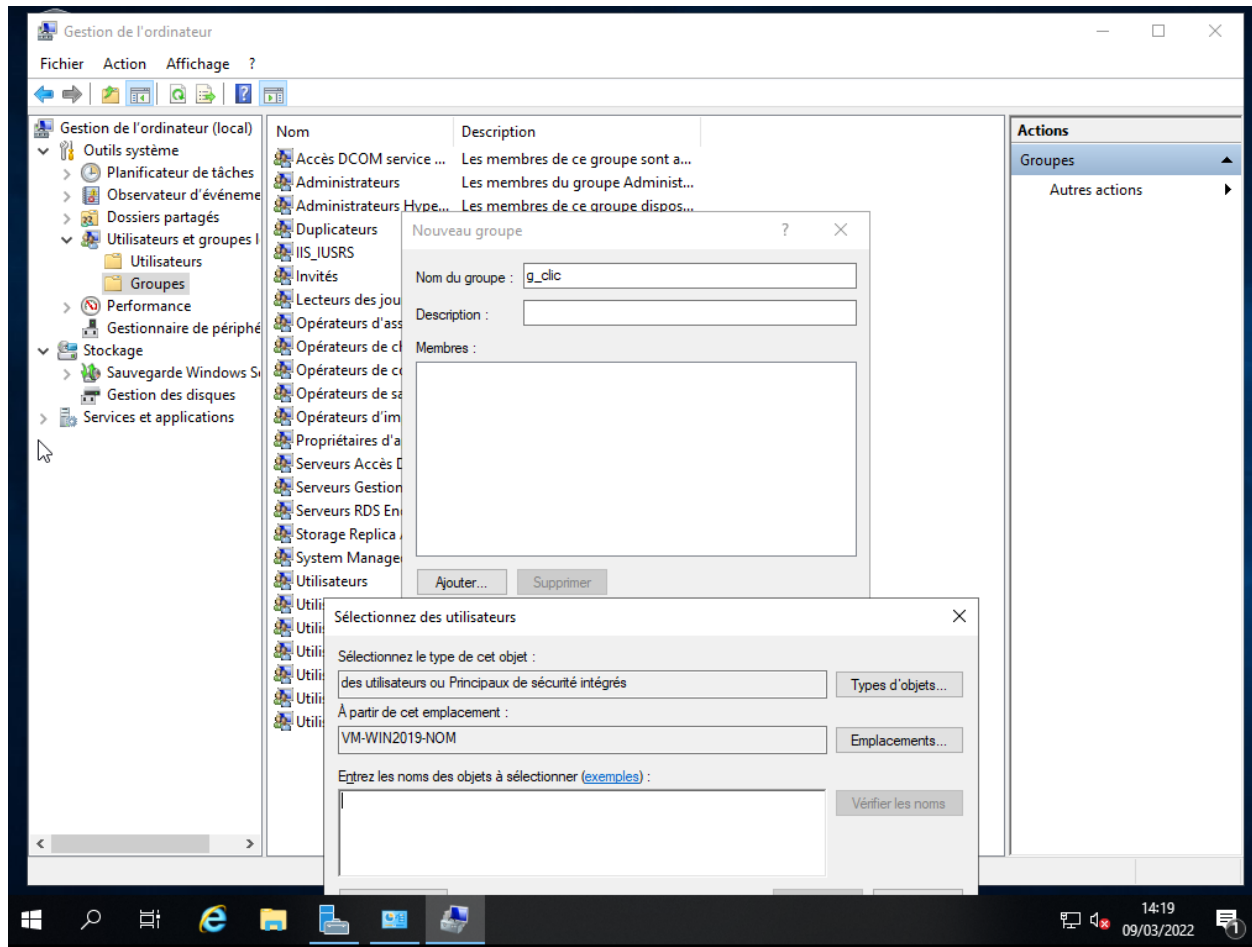 Gestion de l'ordinateur
Fichier Action Affichage ?
Gestion de l'ordinateur (local)
Outils système
Planificateur de tâches
Observateur d'événeme
Dossiers partagés
Utilisateurs et groupes l
Utilisateurs
Groupes
Performance
Gestionnaire de périphé
Stockage
Sauvegarde Windows Se
Gestion des disques
Services et applications
Nom Description
Accès DCOM service ... Les membres de ce groupe sont a...
Administrateurs Les membres du groupe Administ...
Administrateurs Hype... Les membres de ce groupe dispos...
Duplicateurs
IIS_IUSRS
Invités
Lecteurs des jou
Opérateurs d'ass
Opérateurs de cl
Opérateurs de co
Opérateurs de sa
Opérateurs d'im
Propriétaires d'a
Serveurs Accès D
Serveurs Gestion
Serveurs RDS En
Storage Replica
System Manage
Utilisateurs
Utilis
Utilis
Utilis
Utilis
Utilis
Utilis
Actions
Groupes
Autres actions
Nouveau groupe ?
Nom du groupe : g_clic
Description :
Membres :
Ajouter... Supprimer
Sélectionnez des utilisateurs
Sélectionnez le type de cet objet :
des utilisateurs ou Principaux de sécurité intégrés Types d'objets...
À partir de cet emplacement :
VM-WIN2019-NOM Emplacements...
Entrez les noms des objets à sélectionner (exemples) :
Vérifier les noms
14:19
09/03/2022
1